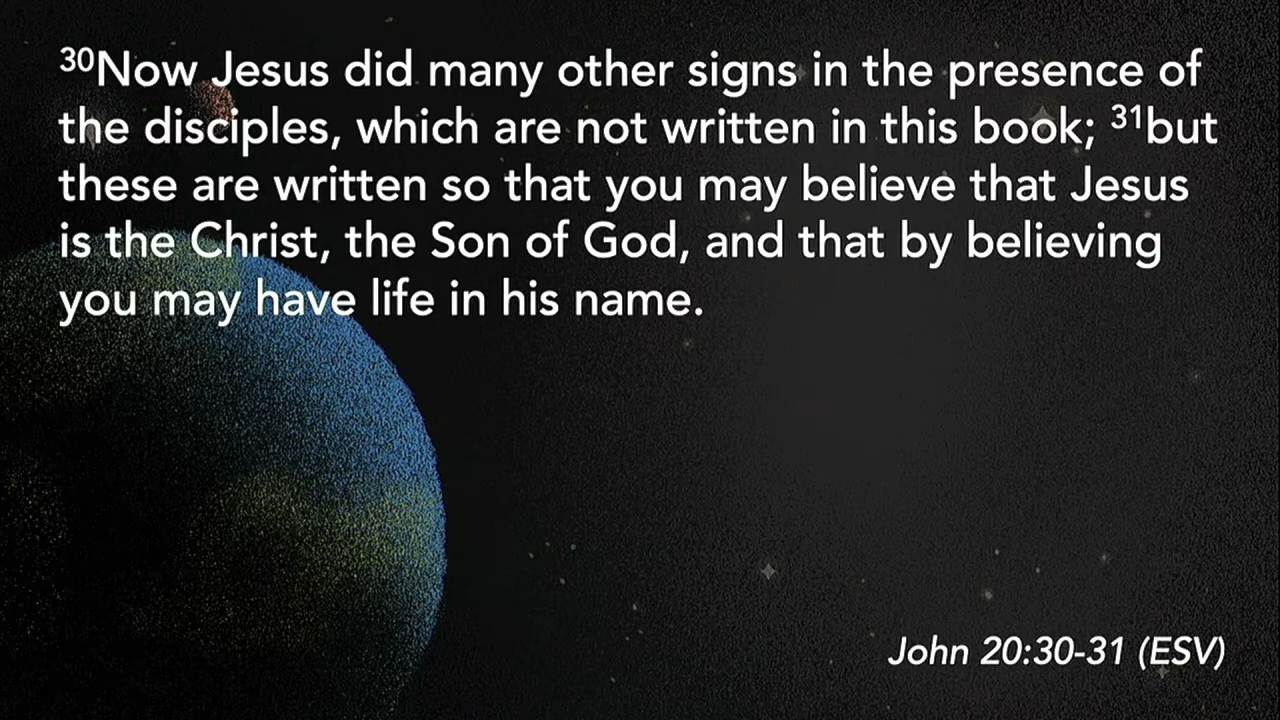 ³⁰Now Jesus did many other signs in the presence of
the disciples, which are not written in this book; ³¹but
these are written so that you may believe that Jesus
is the Christ, the Son of God, and that by believing
you may have life in his name.
John 20:30-31 (ESV)